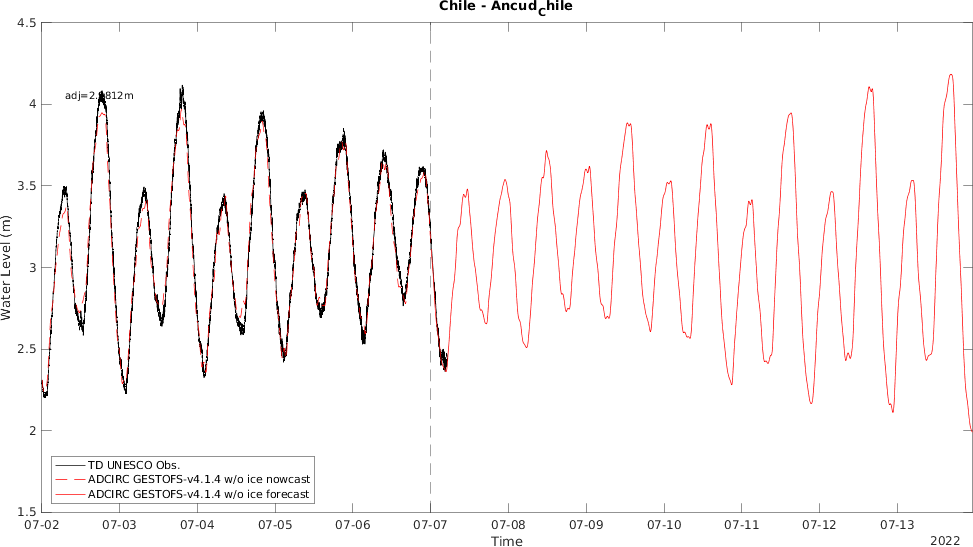 Chile - Ancud_Chile
4.5
4
3.5
3
2.5
2
1.5
Water Level (m)
TD UNESCO Obs.
ADCIRC GESTOFS-v4.1.4 w/o ice nowcast
ADCIRC GESTOFS-v4.1.4 w/o ice forecast
07-02 07-03 07-04 07-05 07-06 07-07 07-08 07-09 07-10 07-11 07-12 07-13
Time
2022